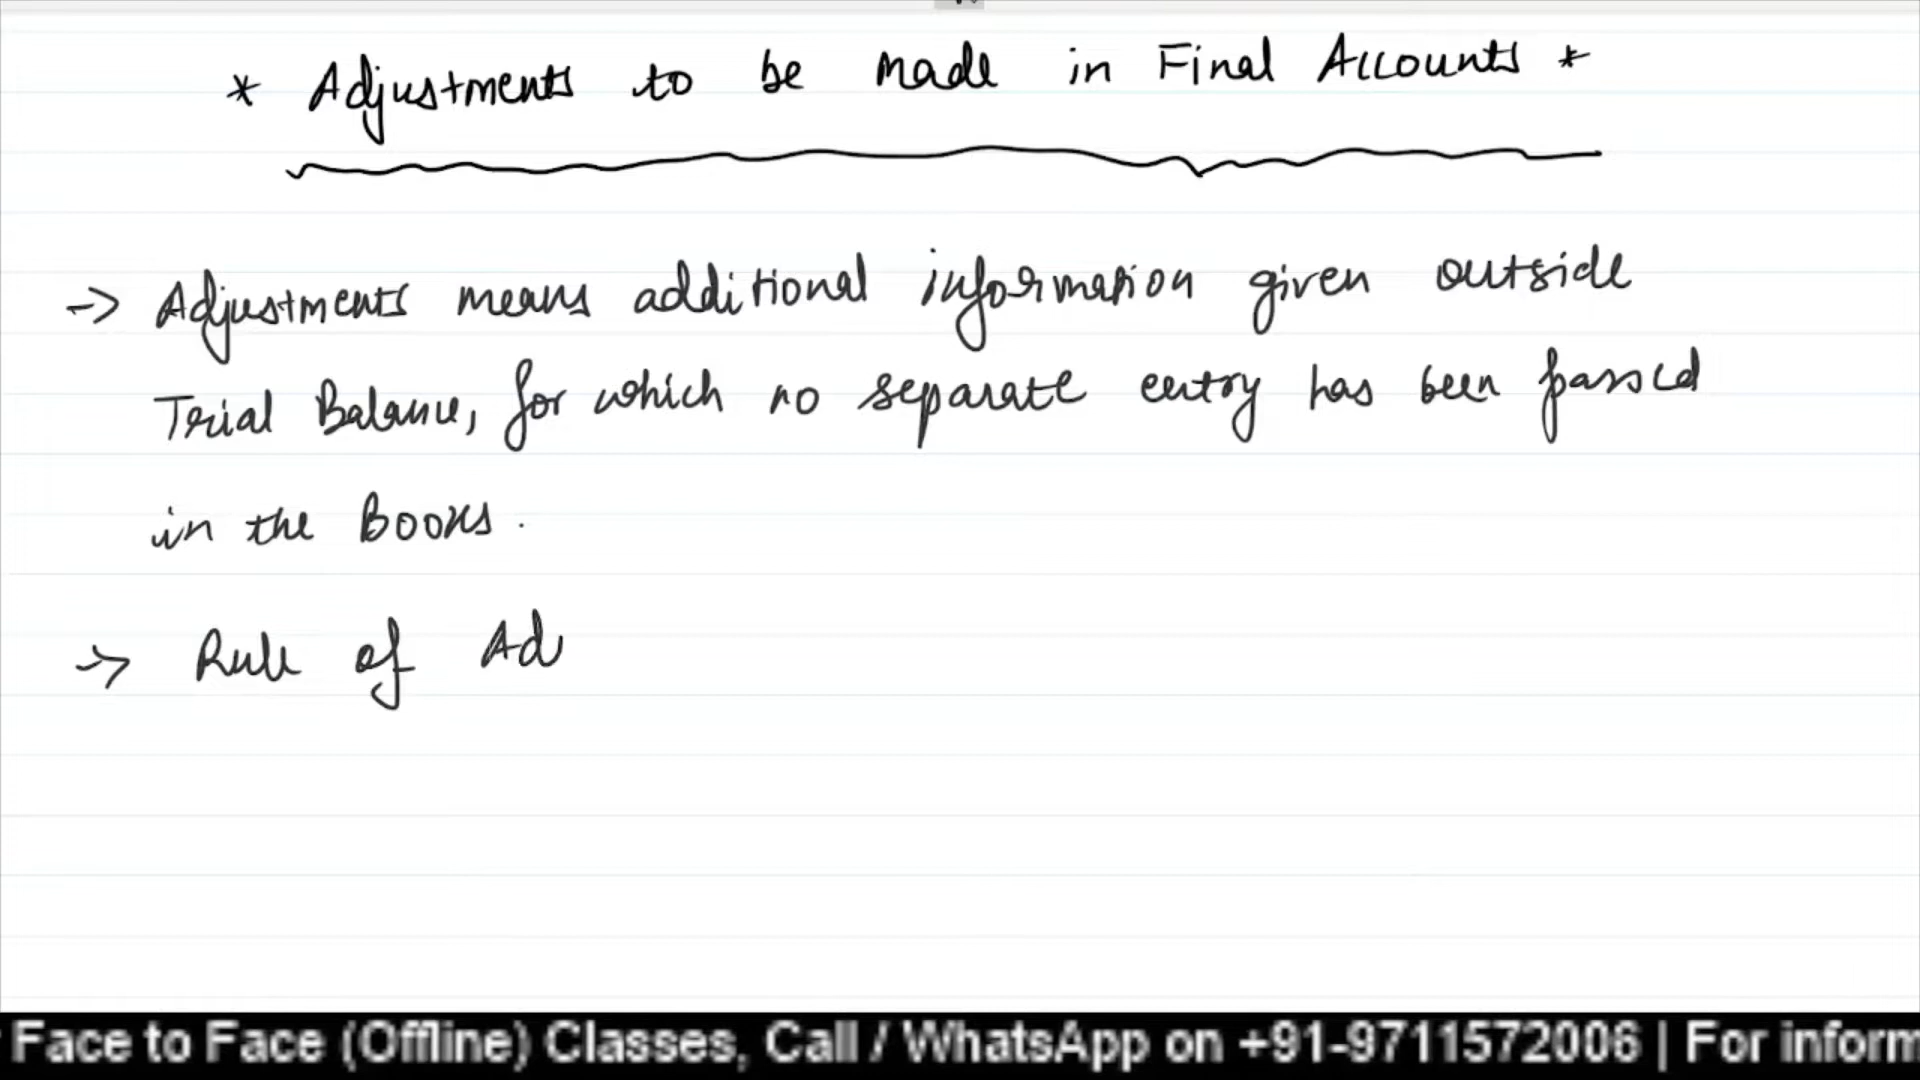 * Adjustments to be made in Final Accounts *
-> Adjustments means additional information given outside
Trial Balance, for which no separate entry has been passed
in the Books.
-> Rule of Ad
Face to Face (Offline) Classes, Call / WhatsApp on +91-9711572006 | For inform